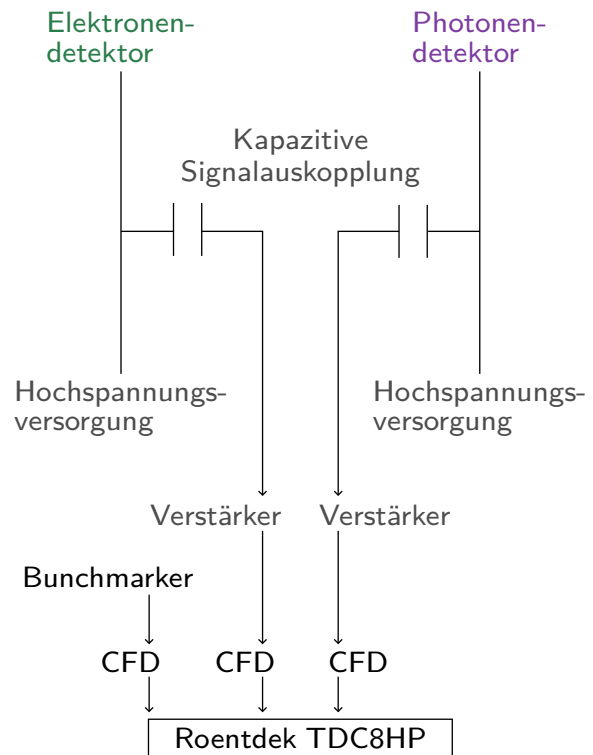 Elektronen-
detektor
Photonen-
detektor
Kapazitive
Signalauskopplung
Hochspannungs-
versorgung
Hochspannungs-
versorgung
Verstärker
Verstärker
Bunchmarker
CFD
CFD
CFD
Roentdek TDC8HP